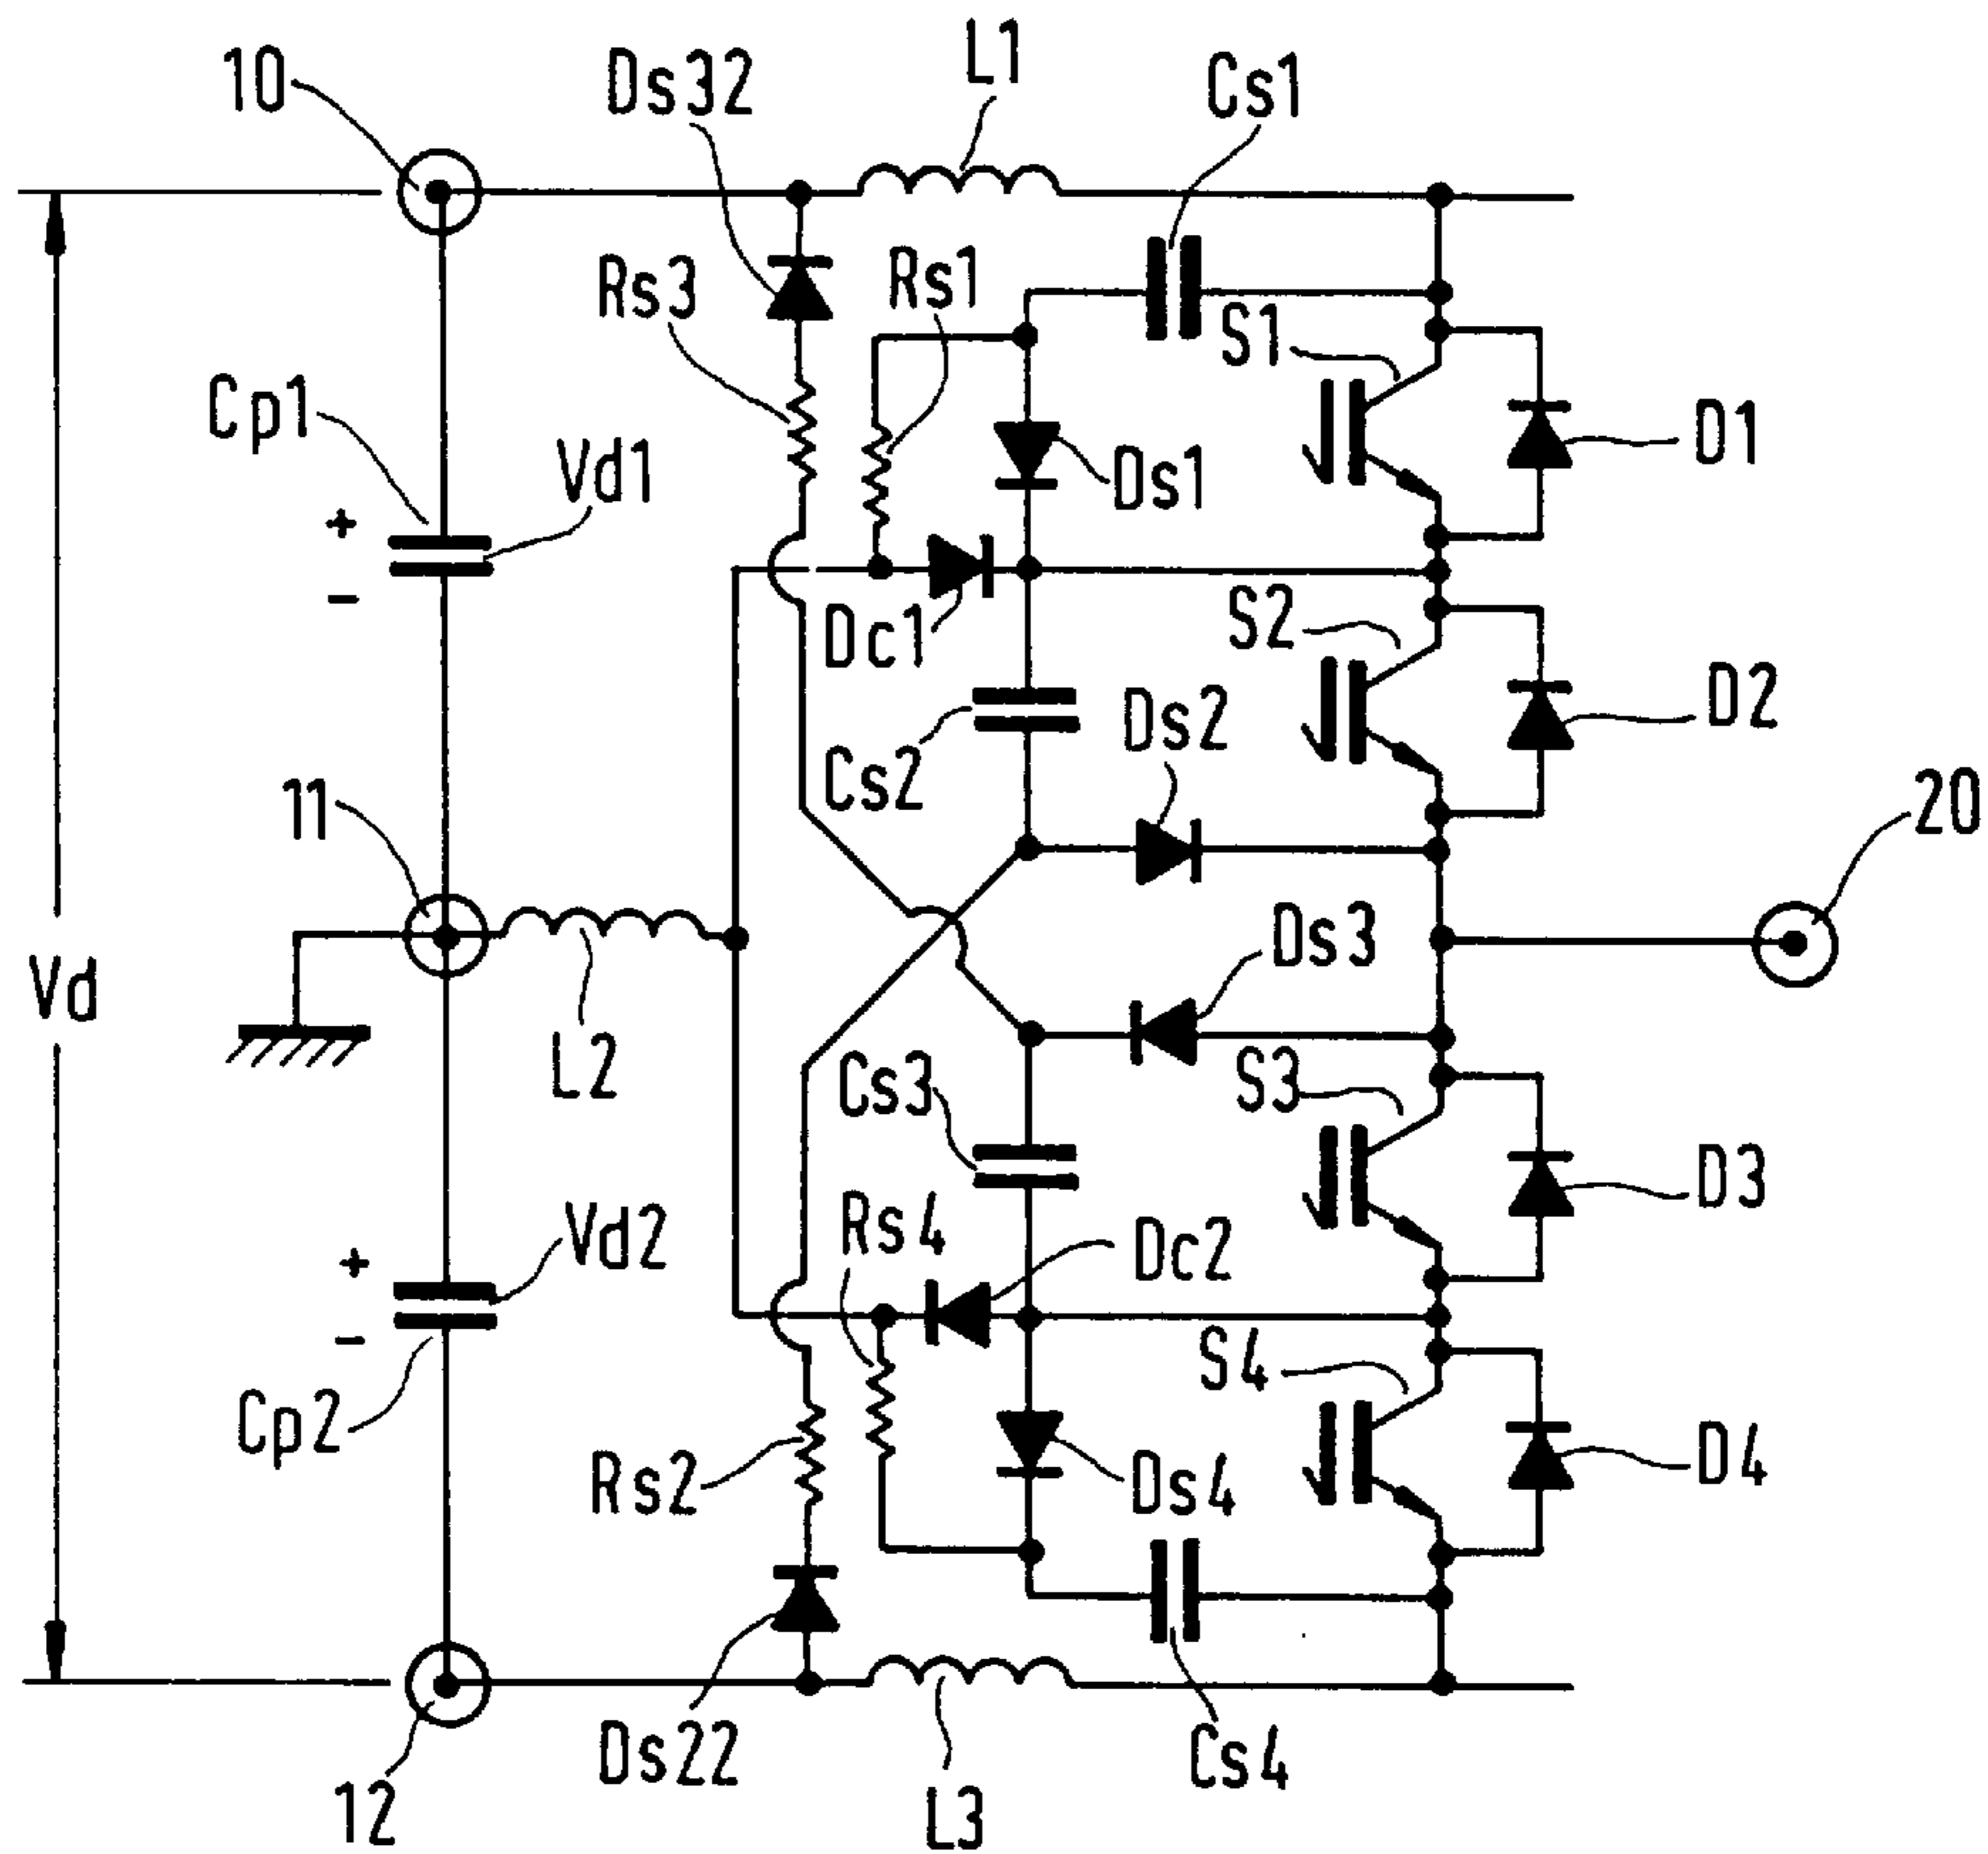 L1
10
Ds32
Cs1
Rs3
Rs1
S1
Cp1
Vd1
Ds1
D1
+
-
S2
Dc1
D2
Ds2
Cs2
11
20
Ds3
Vd
L2
Cs3
S3
D3
Rs4
Vd2
Dc2
+
-
S4
Cp2
Rs2
Ds4
D4
Ds22
Cs4
12
L3